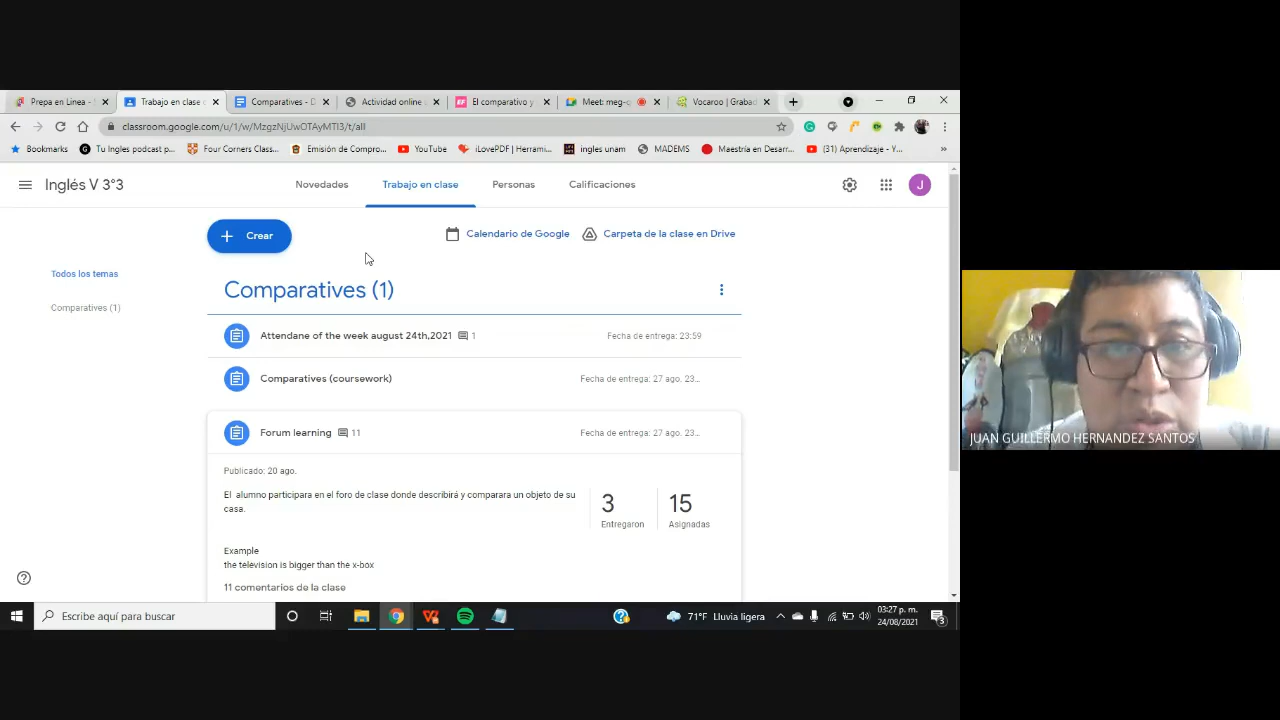 Prepa en Linea -
Trabajo en clase
Comparatives - D
Actividad online
El comparativo y
Meet: meg-
Vocaroo | Grabad
classroom.google.com/u/1/w/MzgzNjUwOTAyMTI3/t/all
Bookmarks
Tu Ingles podcast p...
Four Corners Class...
Emisión de Compro...
YouTube
iLovePDF | Herrami...
ingles unam
MADEMS
Maestría en Desarr...
(31) Aprendizaje - Y...
»
Inglés V 3°3
Novedades
Trabajo en clase
Personas
Calificaciones
J
Crear
Calendario de Google
Carpeta de la clase en Drive
Todos los temas
Comparatives (1)
Comparatives (1)
Attendane of the week august 24th,2021
1
Fecha de entrega: 23:59
Comparatives (coursework)
Fecha de entrega: 27 ago. 23...
Forum learning
11
Fecha de entrega: 27 ago. 23...
Publicado: 20 ago.
El alumno participara en el foro de clase donde describirá y comparara un objeto de su
casa.
3
Entregaron
15
Asignadas
Example
the television is bigger than the x-box
11 comentarios de la clase
JUAN GUILLERMO HERNANDEZ SANTOS
Escribe aquí para buscar
71°F Lluvia ligera
03:27 p. m.
24/08/2021
3